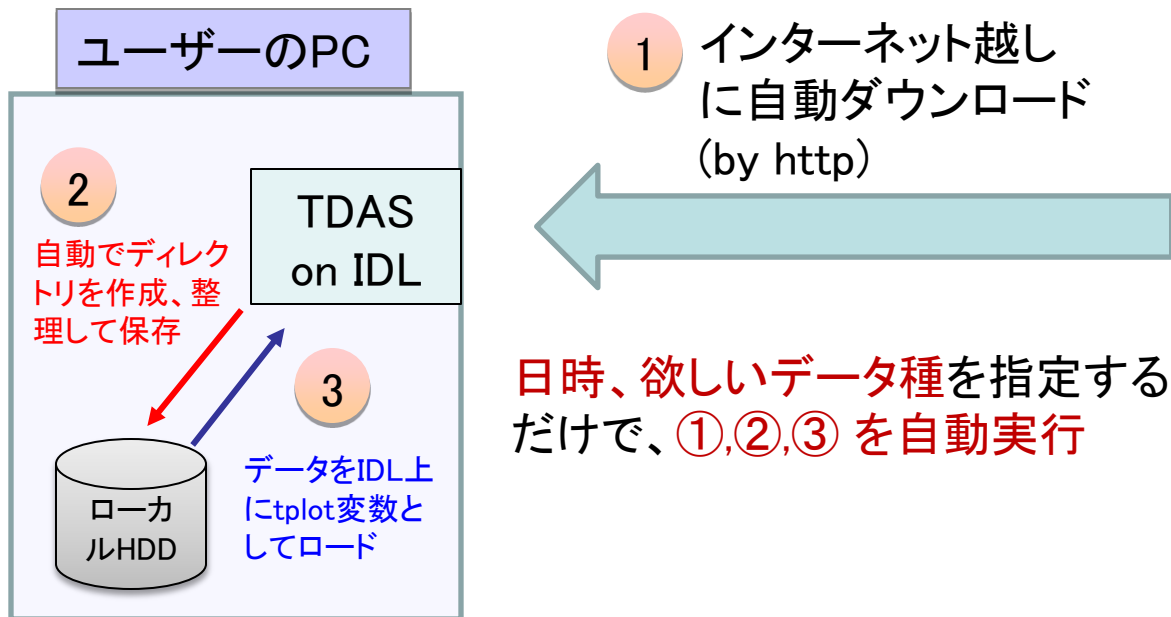 ユーザーのPC
1
インターネット越し
に自動ダウンロード
(by http)
2
自動でディレク
トリを作成、整
理して保存
TDAS
on IDL
3
データをIDL上
にtplot変数と
してロード
ローカ
ルHDD
日時、欲しいデータ種を指定する
だけで、①,②,③ を自動実行